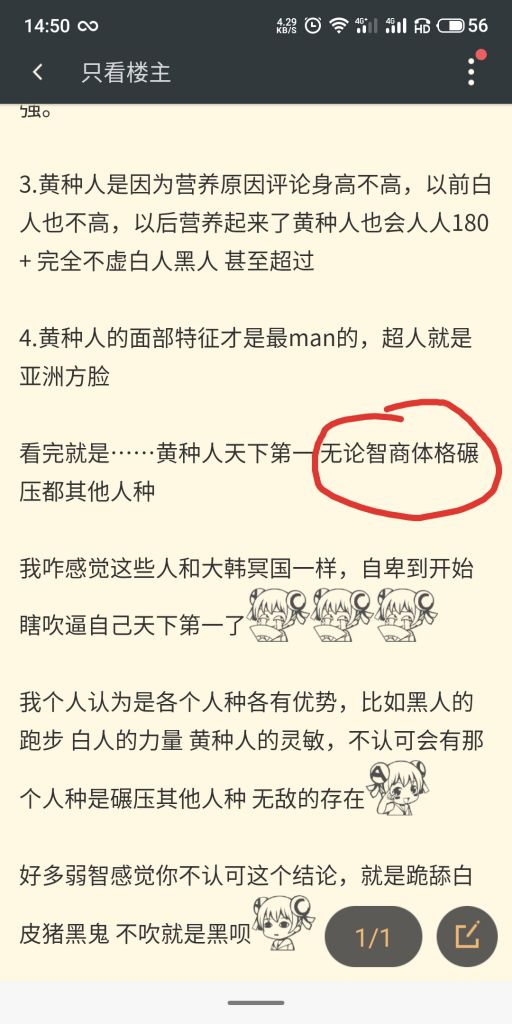 14:50
4.29
KB/S
4G
4G
HD
56
只看楼主
强。
3.黄种人是因为营养原因评论身高不高，以前白
人也不高，以后营养起来了黄种人也会人人180
+ 完全不虚白人黑人 甚至超过
4.黄种人的面部特征才是最man的，超人就是
亚洲方脸
看完就是……黄种人天下第一 无论智商体格碾
压都其他人种
我咋感觉这些人和大韩冥国一样，自卑到开始
瞎吹逼自己天下第一了
我个人认为是各个人种各有优势，比如黑人的
跑步 白人的力量 黄种人的灵敏，不认可会有那
个人种是碾压其他人种 无敌的存在
好多弱智感觉你不认可这个结论，就是跪舔白
皮猪黑鬼 不吹就是黑呗
1/1